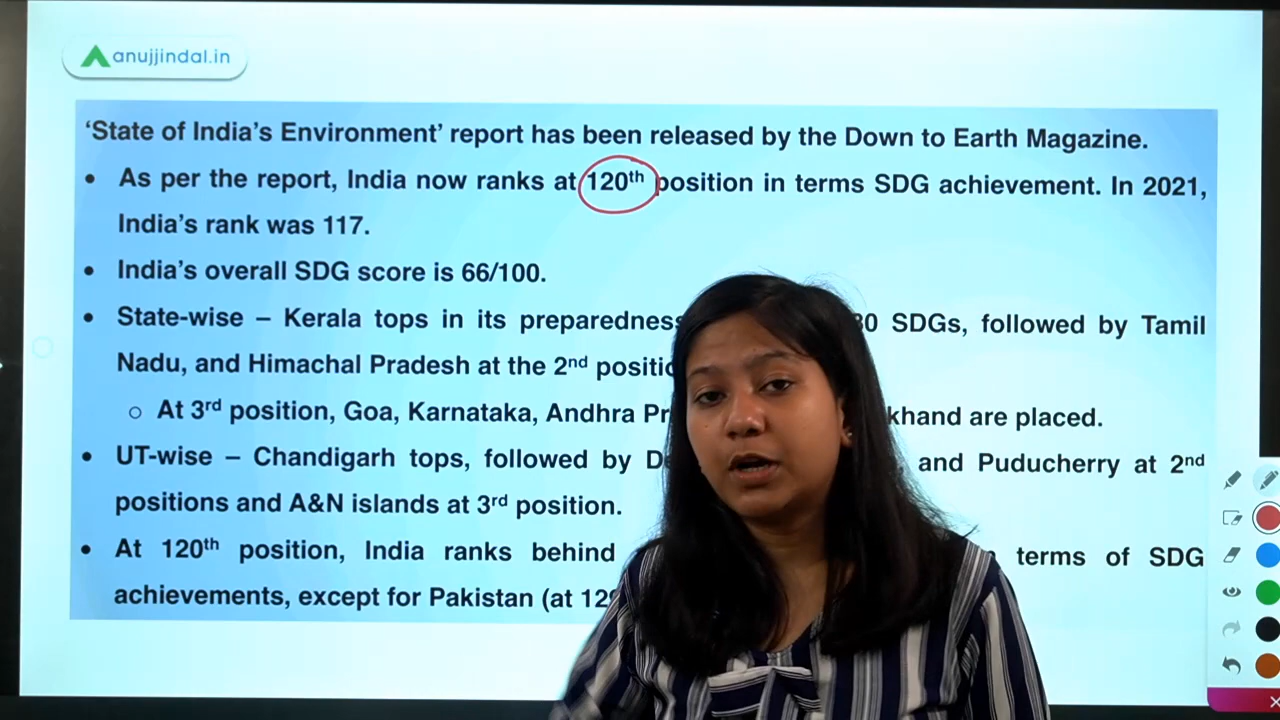 anujjindal.in
‘State of India’s Environment’ report has been released by the Down to Earth Magazine.
• As per the report, India now ranks at 120th position in terms SDG achievement. In 2021,
India’s rank was 117.
• India’s overall SDG score is 66/100.
• State-wise – Kerala tops in its 30 SDGs, followed by Tamil
Nadu, and Himachal Pradesh at the 2nd
○ At 3rd position, Goa, Karnataka, Andhra are placed.
• UT-wise – Chandigarh tops, followed by and Puducherry at 2nd
positions and A&N islands at 3rd position.
• At 120th position, India ranks behind terms of SDG
achievements, except for Pakistan (at